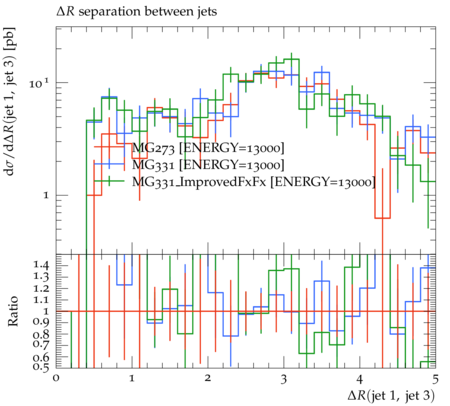 ΔR separation between jets
dσ/dΔR(jet 1, jet 3) [pb]
10¹
1
MG273 [ENERGY=13000]
MG331 [ENERGY=13000]
MG331_ImprovedFxFx [ENERGY=13000]
Ratio
1.4
1.3
1.2
1.1
1
0.9
0.8
0.7
0.6
0.5
0 1 2 3 4 5
ΔR(jet 1, jet 3)